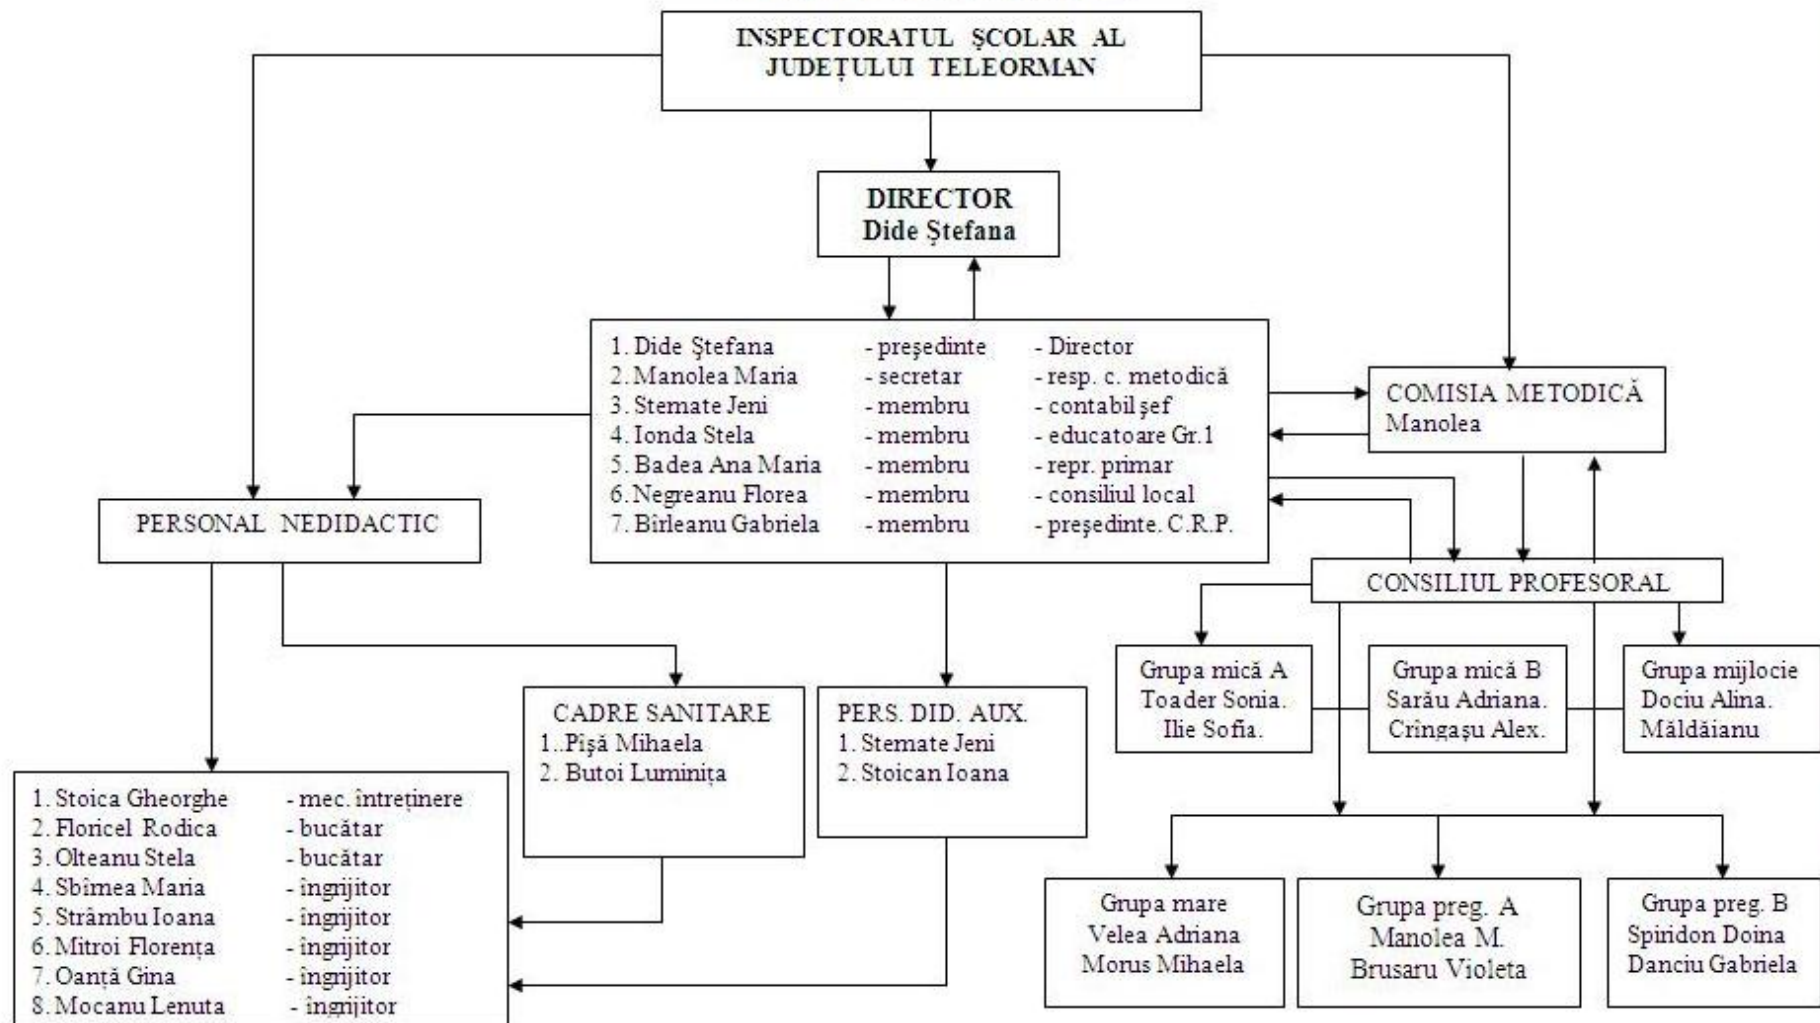 INSPECTORATUL ŞCOLAR AL
JUDEŢULUI TELEORMAN
DIRECTOR
Dide Ştefana
1. Dide Ştefana - preşedinte - Director
2. Manolea Maria - secretar - resp. c. metodică
3. Stemate Jeni - membru - contabil şef
4. Ionda Stela - membru - educatoare Gr.1
5. Badea Ana Maria - membru - repr. primar
6. Negreanu Florea - membru - consiliul local
7. Bîrleanu Gabriela - membru - preşedinte. C.R.P.
COMISIA METODICĂ
Manolea
PERSONAL NEDIDACTIC
CONSILIUL PROFESORAL
Grupa mică A
Toader Sonia.
Ilie Sofia.
Grupa mică B
Sarău Adriana.
Crîngaşu Alex.
Grupa mijlocie
Dociu Alina.
Măldăianu
CADRE SANITARE
1..Pîşă Mihaela
2. Butoi Luminiţa
PERS. DID. AUX.
1. Stemate Jeni
2. Stoican Ioana
1. Stoica Gheorghe - mec. întreţinere
2. Floricel Rodica - bucătar
3. Olteanu Stela - bucătar
4. Sbîrnea Maria - îngrijitor
5. Strâmbu Ioana - îngrijitor
6. Mitroi Florenţa - îngrijitor
7. Oanţă Gina - îngrijitor
8. Mocanu Lenuta - îngrijitor
Grupa mare
Velea Adriana
Morus Mihaela
Grupa preg. A
Manolea M.
Brusaru Violeta
Grupa preg. B
Spiridon Doina
Danciu Gabriela